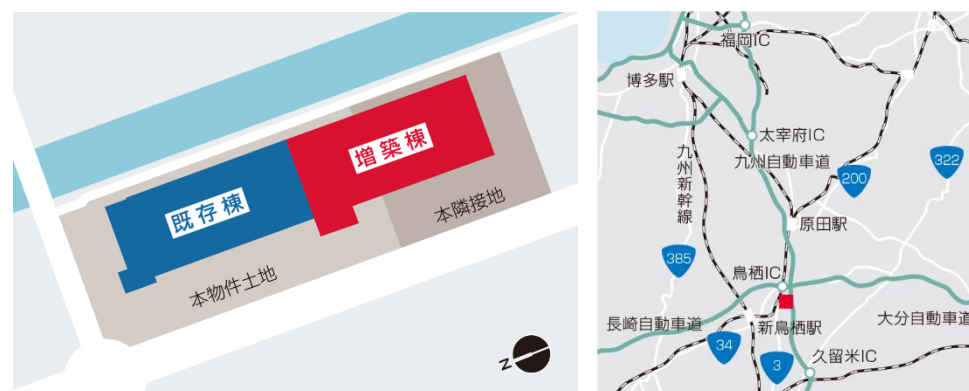 既存棟
増築棟
本物件土地
本隣接地
N
福岡IC
博多駅
太宰府IC
九州自動車道
九州新幹線
322
200
原田駅
385
鳥栖IC
長崎自動車道
新鳥栖駅
大分自動車道
34
3
久留米IC